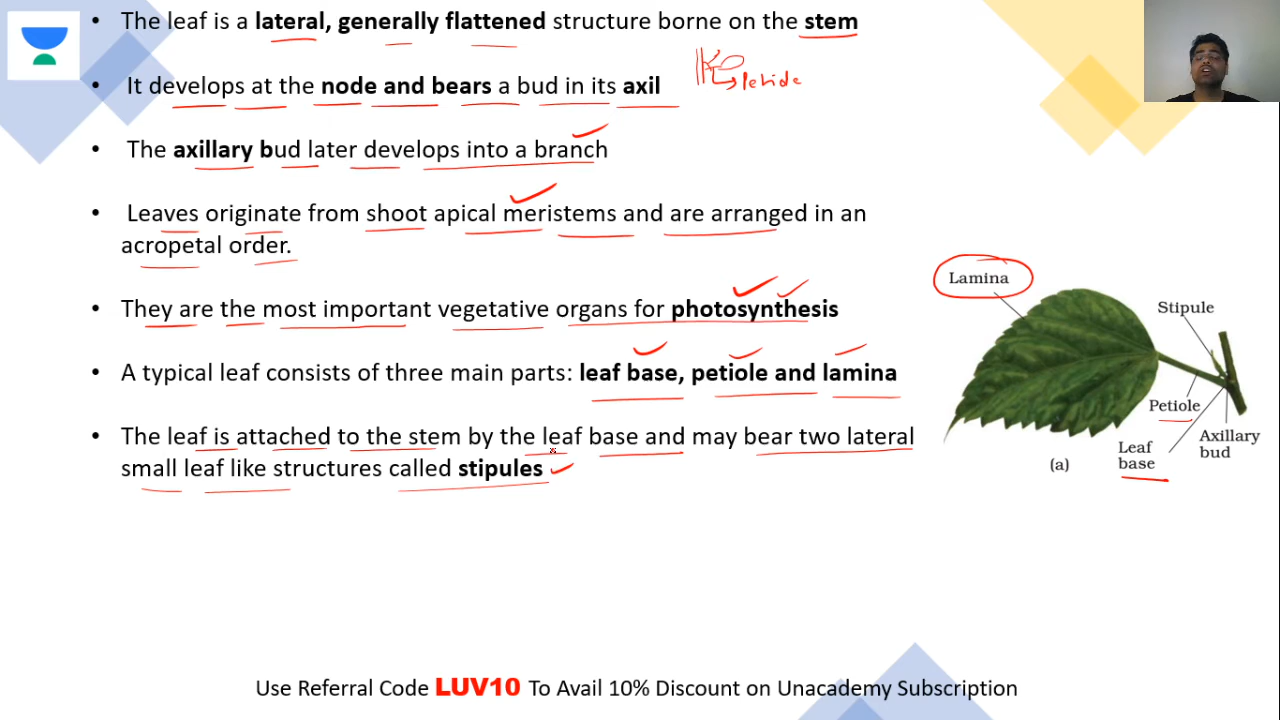 • The leaf is a lateral, generally flattened structure borne on the stem
Petiole
• It develops at the node and bears a bud in its axil
• The axillary bud later develops into a branch
• Leaves originate from shoot apical meristems and are arranged in an
acropetal order.
• They are the most important vegetative organs for photosynthesis
• A typical leaf consists of three main parts: leaf base, petiole and lamina
• The leaf is attached to the stem by the leaf base and may bear two lateral
small leaf like structures called stipules
Lamina
Stipule
Petiole
Leaf
base
Axillary
bud
(a)
Use Referral Code LUV10 To Avail 10% Discount on Unacademy Subscription